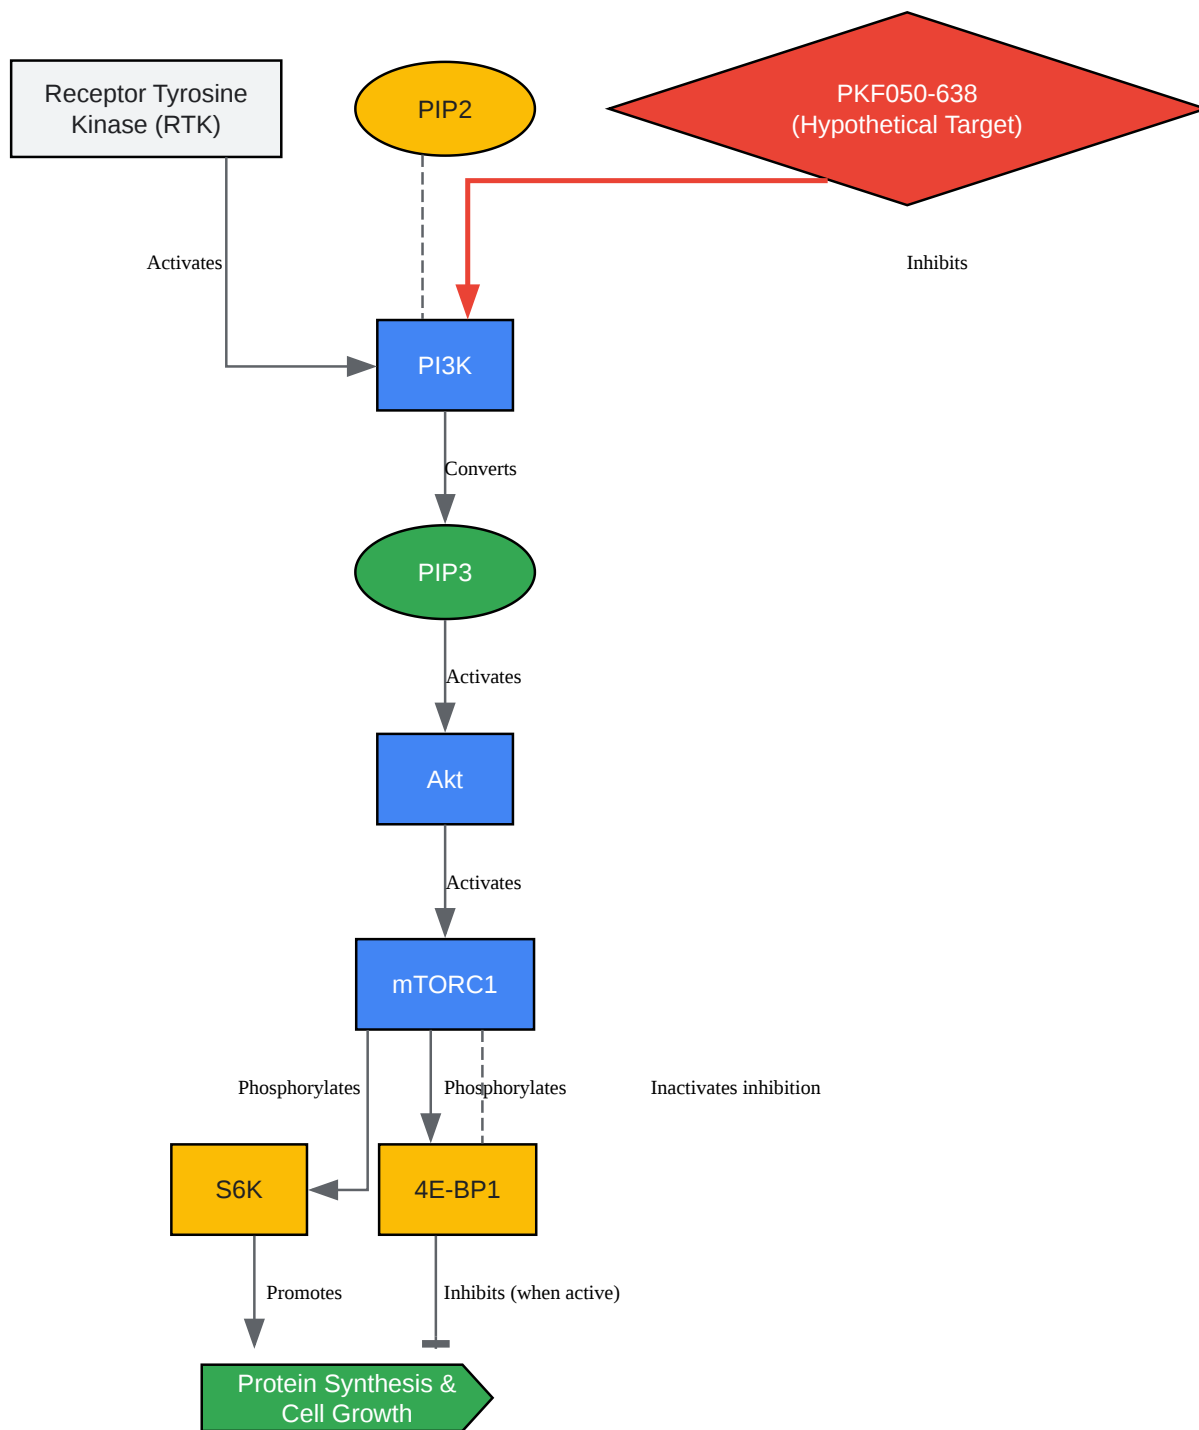 Receptor Tyrosine
Kinase (RTK)
PIP2
PKF050-638
(Hypothetical Target)
Activates
Inhibits
PI3K
Converts
PIP3
Activates
Akt
Activates
mTORC1
Phosphorylates
Phosphorylates
Inactivates inhibition
S6K
4E-BP1
Promotes
Inhibits (when active)
Protein Synthesis &
Cell Growth